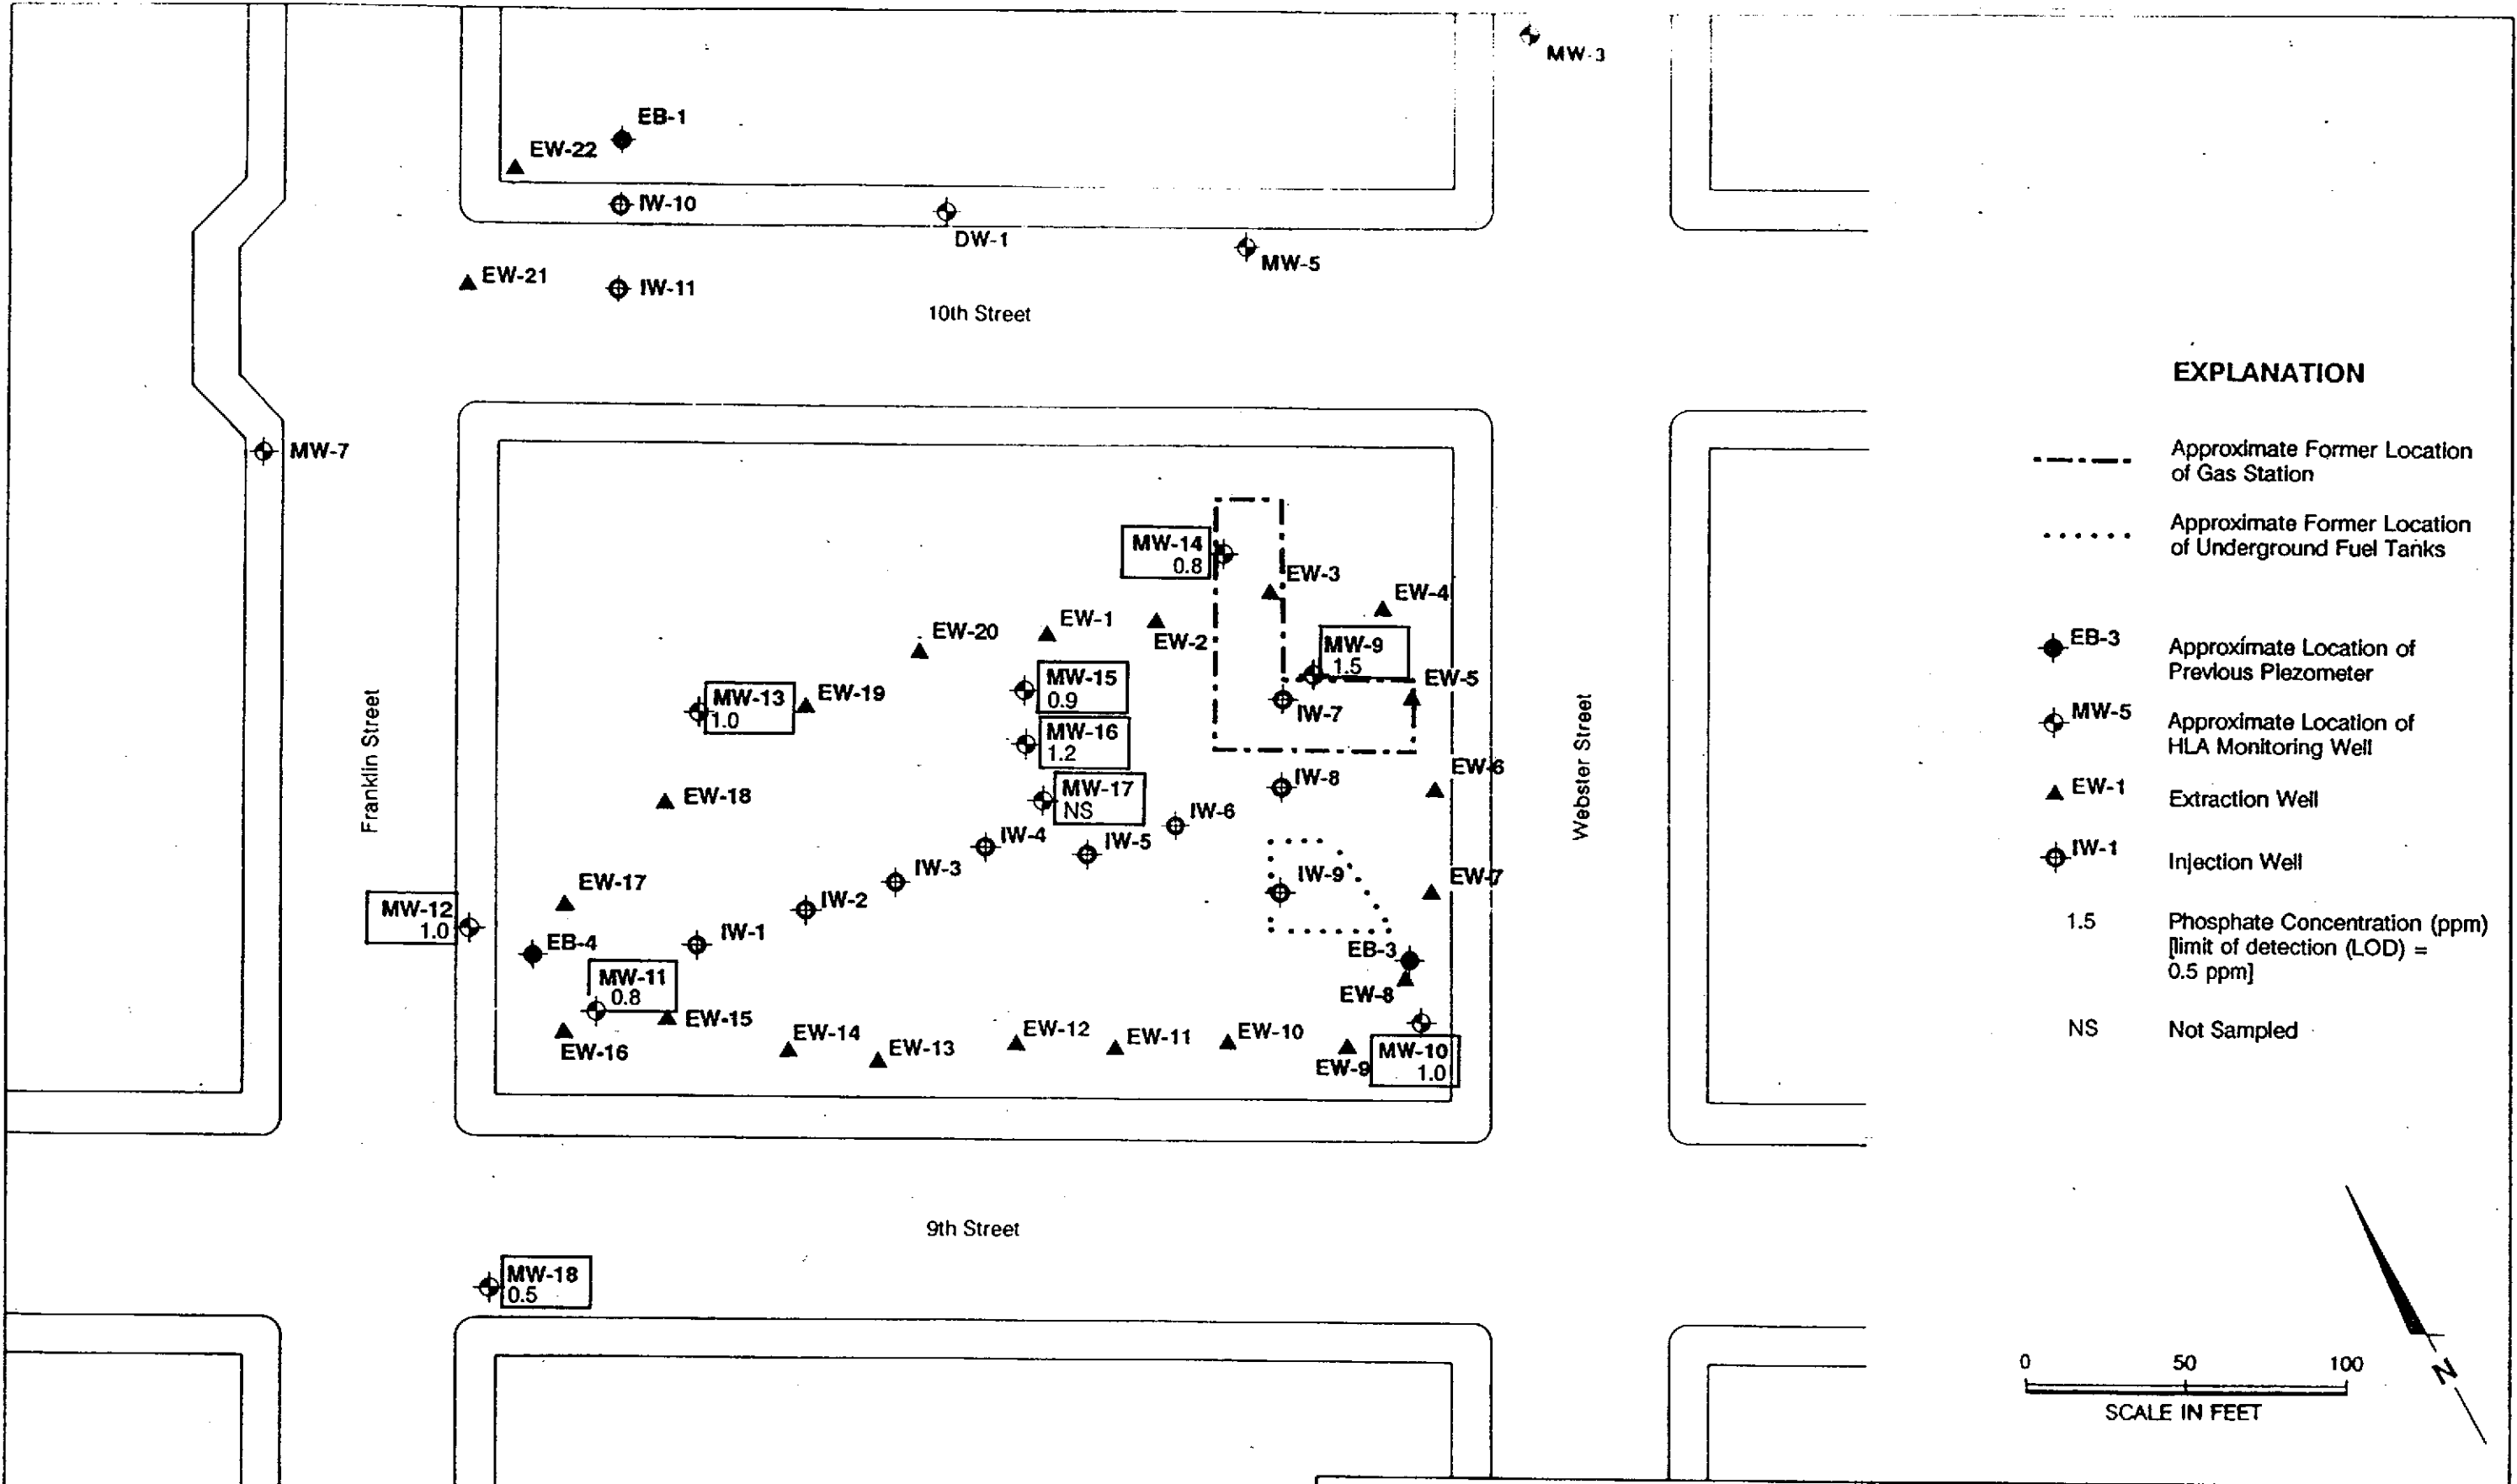 MW-3
EB-1
EW-22
IW-10
DW-1
MW-5
EW-21
IW-11
10th Street
MW-7
EXPLANATION
Approximate Former Location
of Gas Station
Approximate Former Location
of Underground Fuel Tanks
EB-3
Approximate Location of
Previous Piezometer
MW-5
Approximate Location of
HLA Monitoring Well
EW-1
Extraction Well
IW-1
Injection Well
1.5
Phosphate Concentration (ppm)
[limit of detection (LOD) =
0.5 ppm]
NS
Not Sampled
MW-14
0.8
EW-3
EW-4
EW-1
EW-2
EW-20
MW-9
1.5
MW-15
0.9
EW-5
MW-13
1.0
EW-19
IW-7
MW-16
1.2
Franklin Street
Webster Street
EW-6
IW-8
MW-17
NS
EW-18
IW-6
IW-4
IW-5
IW-3
IW-9
EW-7
EW-17
IW-2
MW-12
1.0
IW-1
EB-4
EB-3
MW-11
0.8
EW-8
EW-15
EW-16
EW-14
EW-13
EW-12
EW-11
EW-10
EW-9
MW-10
1.0
9th Street
MW-18
0.5
0 50 100
SCALE IN FEET
N